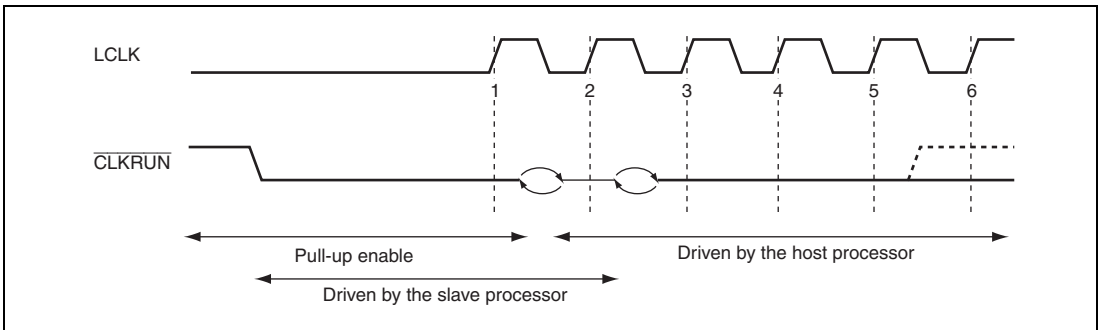 LCLK
1 2 3 4 5 6
CLKRUN
Pull-up enable
Driven by the host processor
Driven by the slave processor